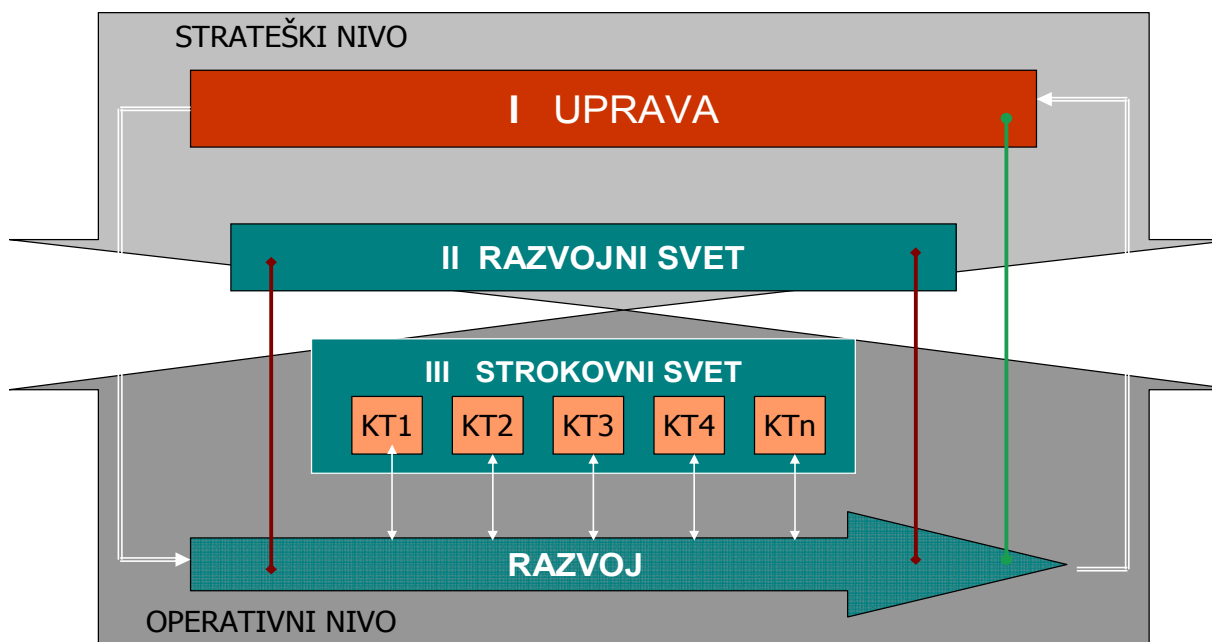 STRATEŠKI NIVO
I UPRAVA
II RAZVOJNI SVET
III STROKOVNI SVET
KT1 KT2 KT3 KT4 KTn
RAZVOJ
OPERATIVNI NIVO